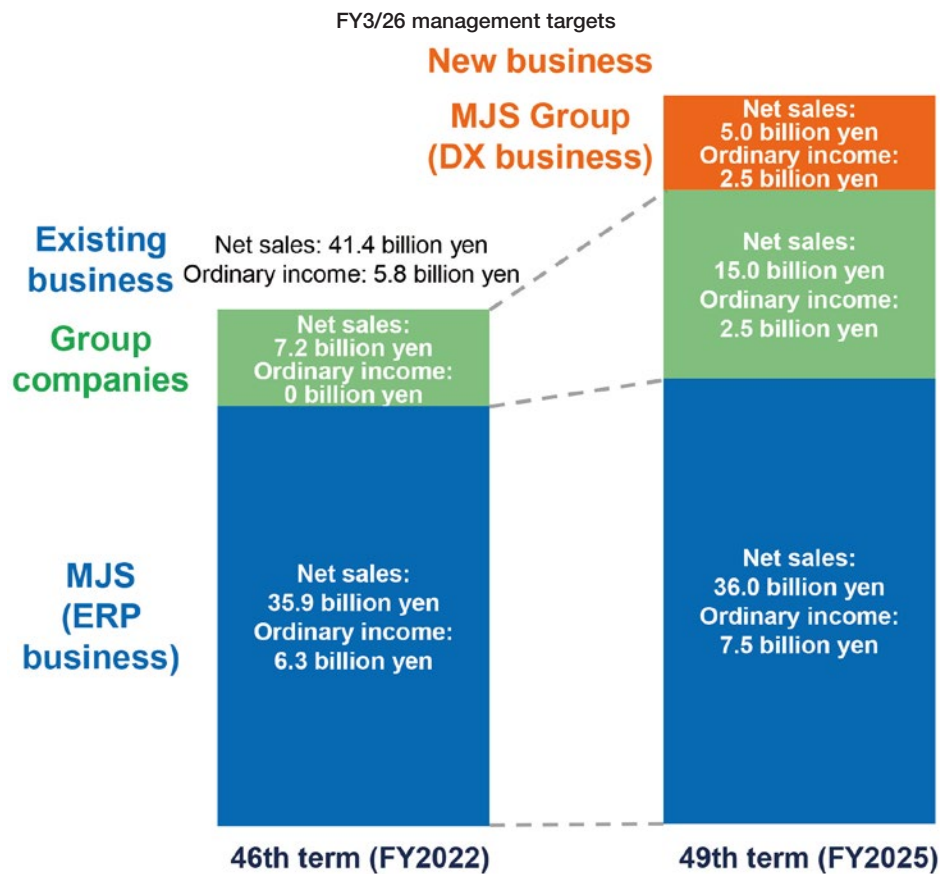 FY3/26 management targets
New business
MJS Group
(DX business)
Net sales:
5.0 billion yen
Ordinary income:
2.5 billion yen
Existing
business
Net sales: 41.4 billion yen
Ordinary income: 5.8 billion yen
Net sales:
15.0 billion yen
Ordinary income:
2.5 billion yen
Group
companies
Net sales:
7.2 billion yen
Ordinary income:
0 billion yen
MJS
(ERP
business)
Net sales:
35.9 billion yen
Ordinary income:
6.3 billion yen
Net sales:
36.0 billion yen
Ordinary income:
7.5 billion yen
46th term (FY2022)
49th term (FY2025)